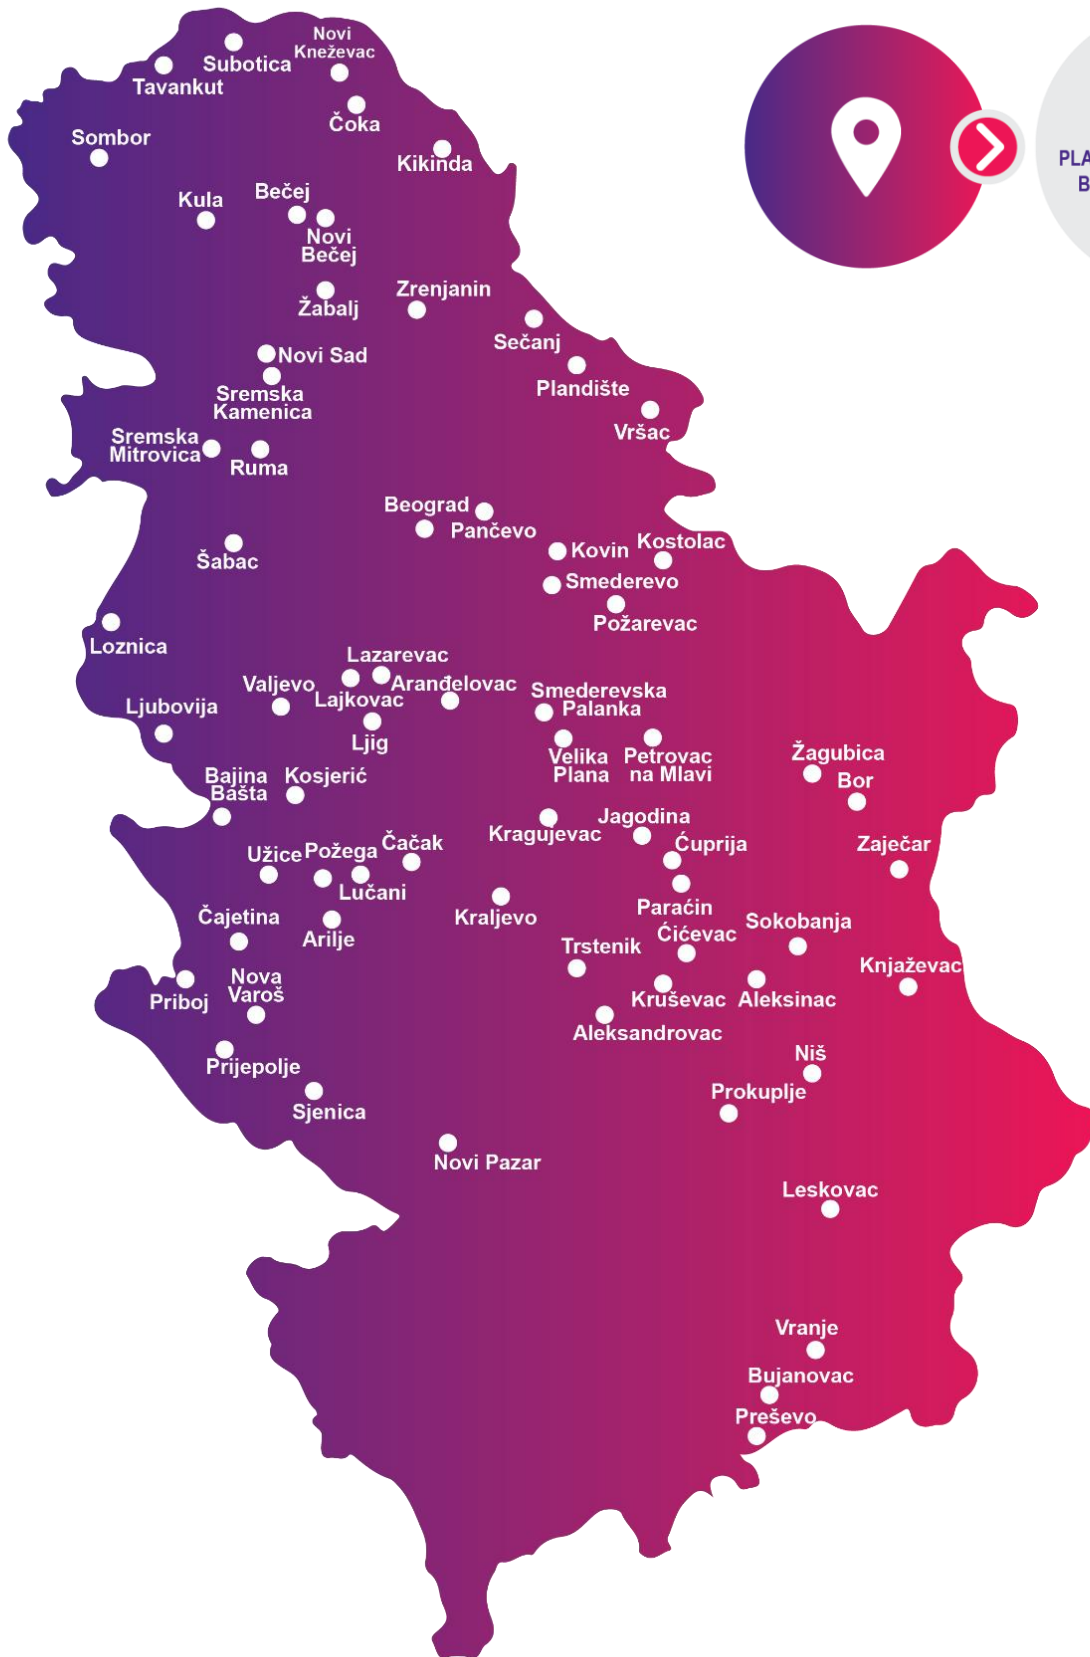 Novi
Kneževac
Subotica
Tavankut
Čoka
Sombor
Kikinda
Bečej
Kula
Novi
Bečej
Zrenjanin
Žabalj
Sečanj
Novi Sad
Plandište
Sremska
Kamenica
Vršac
Sremska
Mitrovica
Ruma
Beograd
Pančevo
Kovin
Kostolac
Šabac
Smederevo
Požarevac
Loznica
Lazarevac
Valjevo
Aranđelovac
Lajkovac
Smederevska
Palanka
Ljubovija
Ljig
Velika
Plana
Petrovac
na Mlavi
Žagubica
Bajina
Bašta
Kosjerić
Bor
Jagodina
Kragujevac
Čačak
Ćuprija
Zaječar
Užice
Požega
Lučani
Paraćin
Čajetina
Arilje
Kraljevo
Sokobanja
Ćićevac
Trstenik
Knjaževac
Nova
Varoš
Priboj
Kruševac
Aleksinac
Aleksandrovac
Niš
Prijepolje
Prokuplje
Sjenica
Novi Pazar
Leskovac
Vranje
Bujanovac
Preševo
PLA
B